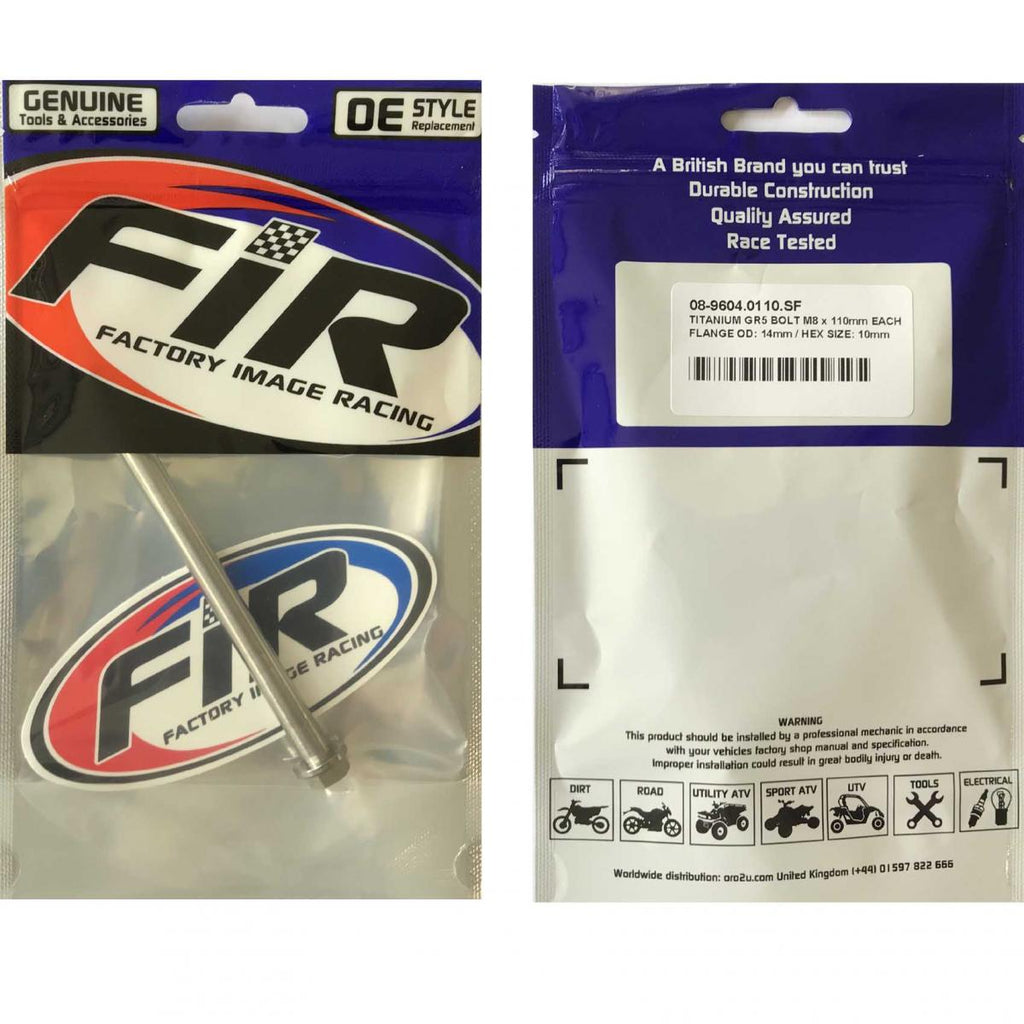 GENUINE
Tools & Accessories
OE STYLE
Replacement
FiR
FACTORY IMAGE RACING
FiR
FACTORY IM GE RACING
A British Brand you can trust
Durable Construction
Quality Assured
Race Tested
08-9604.0110.SF
TITANIUM GR5 BOLT M8 x 110mm EACH
FLANGE OD: 14mm / HEX SIZE: 10mm
WARNING
This product should be installed by a professional mechanic in accordance
with your vehicles factory shop manual and specification.
Improper installation could result in great bodily injury or death.
DIRT
ROAD
UTILITY ATV
SPORT ATV
UTV
TOOLS
ELECTRICAL
Worldwide distribution: oro2u.com United Kingdom (+44) 01597 822 666